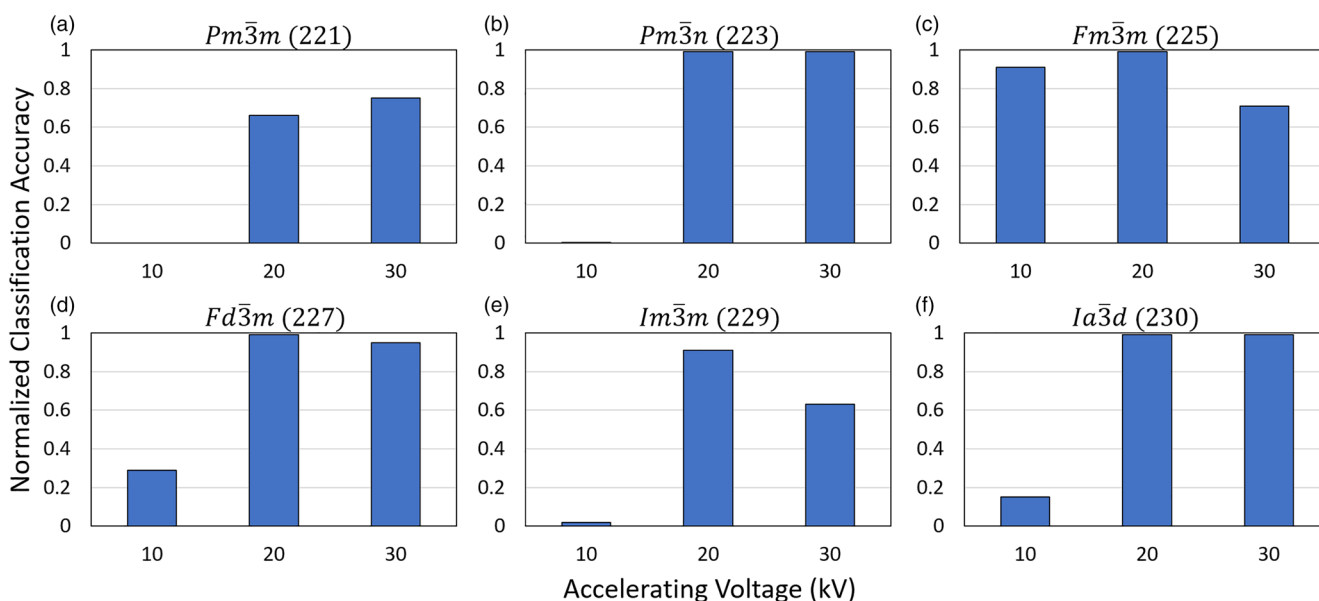 (a)
Pm3̄m (221)
1
0.8
0.6
0.4
0.2
0
10 20 30
(b)
Pm3̄n (223)
1
0.8
0.6
0.4
0.2
0
10 20 30
(c)
Fm3̄m (225)
1
0.8
0.6
0.4
0.2
0
10 20 30
(d)
Fd3̄m (227)
1
0.8
0.6
0.4
0.2
0
10 20 30
(e)
Im3̄m (229)
1
0.8
0.6
0.4
0.2
0
10 20 30
(f)
Ia3̄d (230)
1
0.8
0.6
0.4
0.2
0
10 20 30
Normalized Classification Accuracy
Accelerating Voltage (kV)